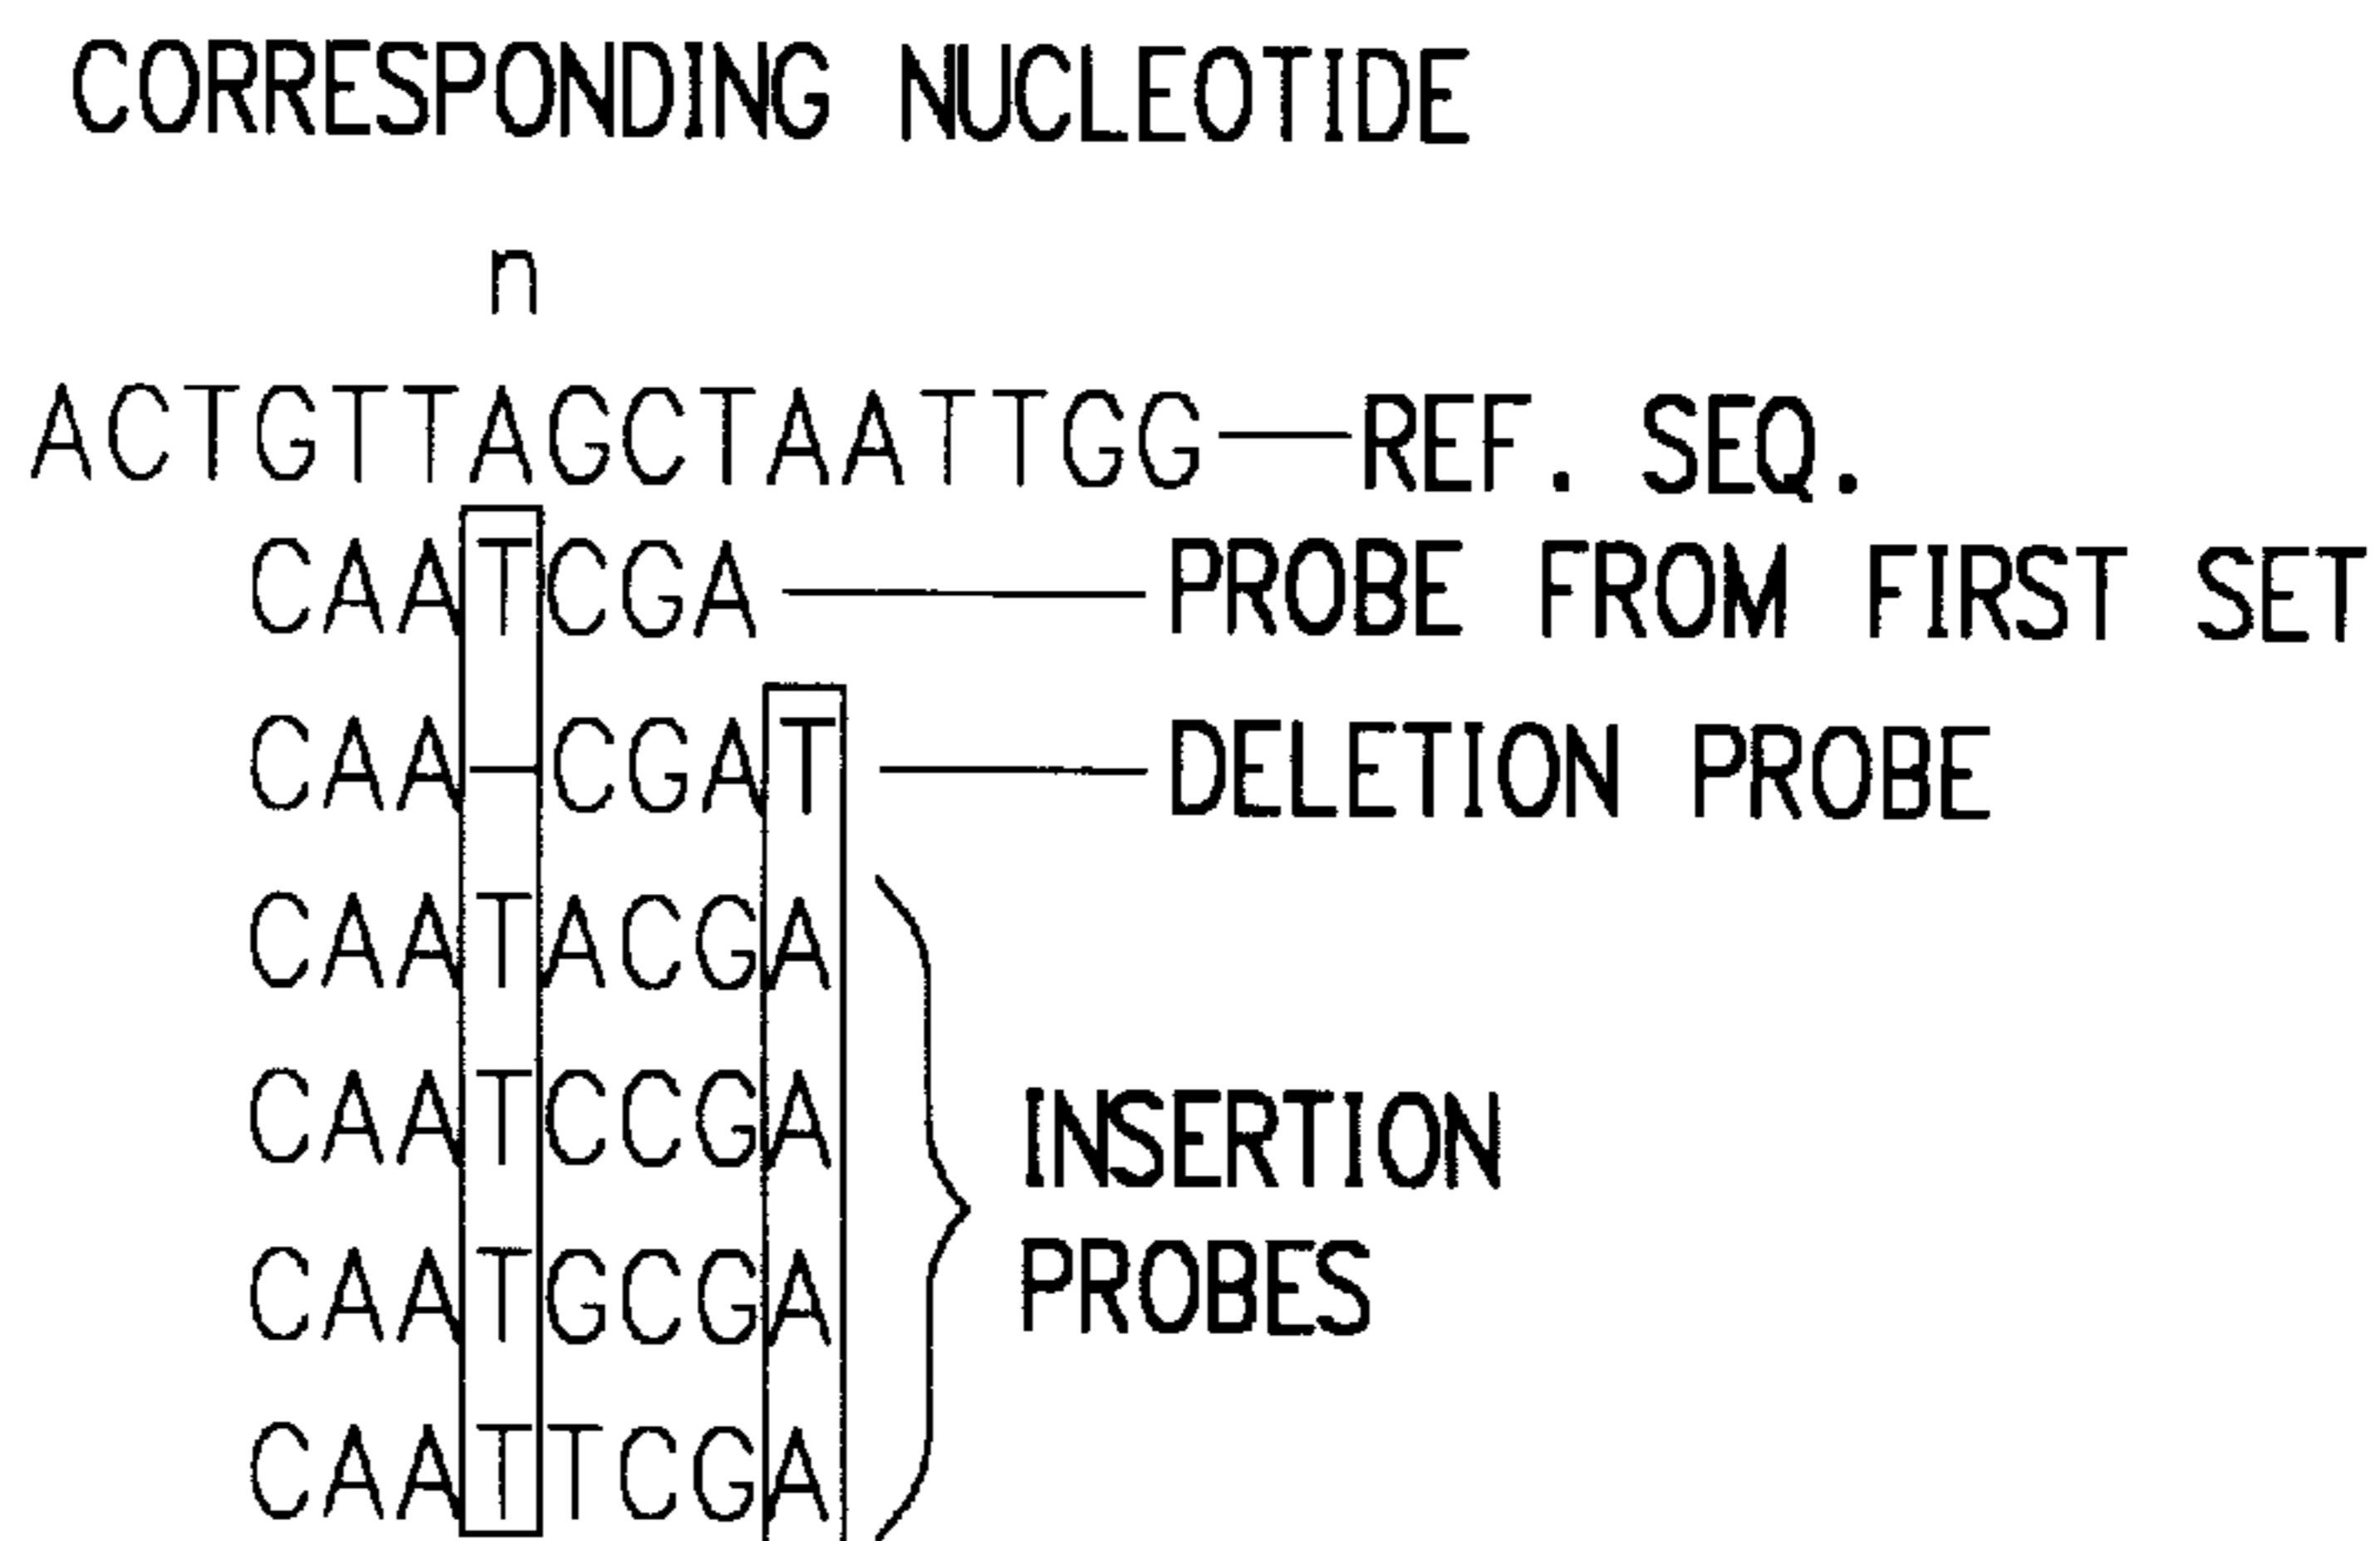 CORRESPONDING NUCLEOTIDE
n
ACTGTTAGCTAATTGG — REF. SEQ.
CAATCGA — PROBE FROM FIRST SET
CAA-CGAT — DELETION PROBE
CAATACGA
CAATCCGA
INSERTION
CAATGCGA
PROBES
CAATTCGA